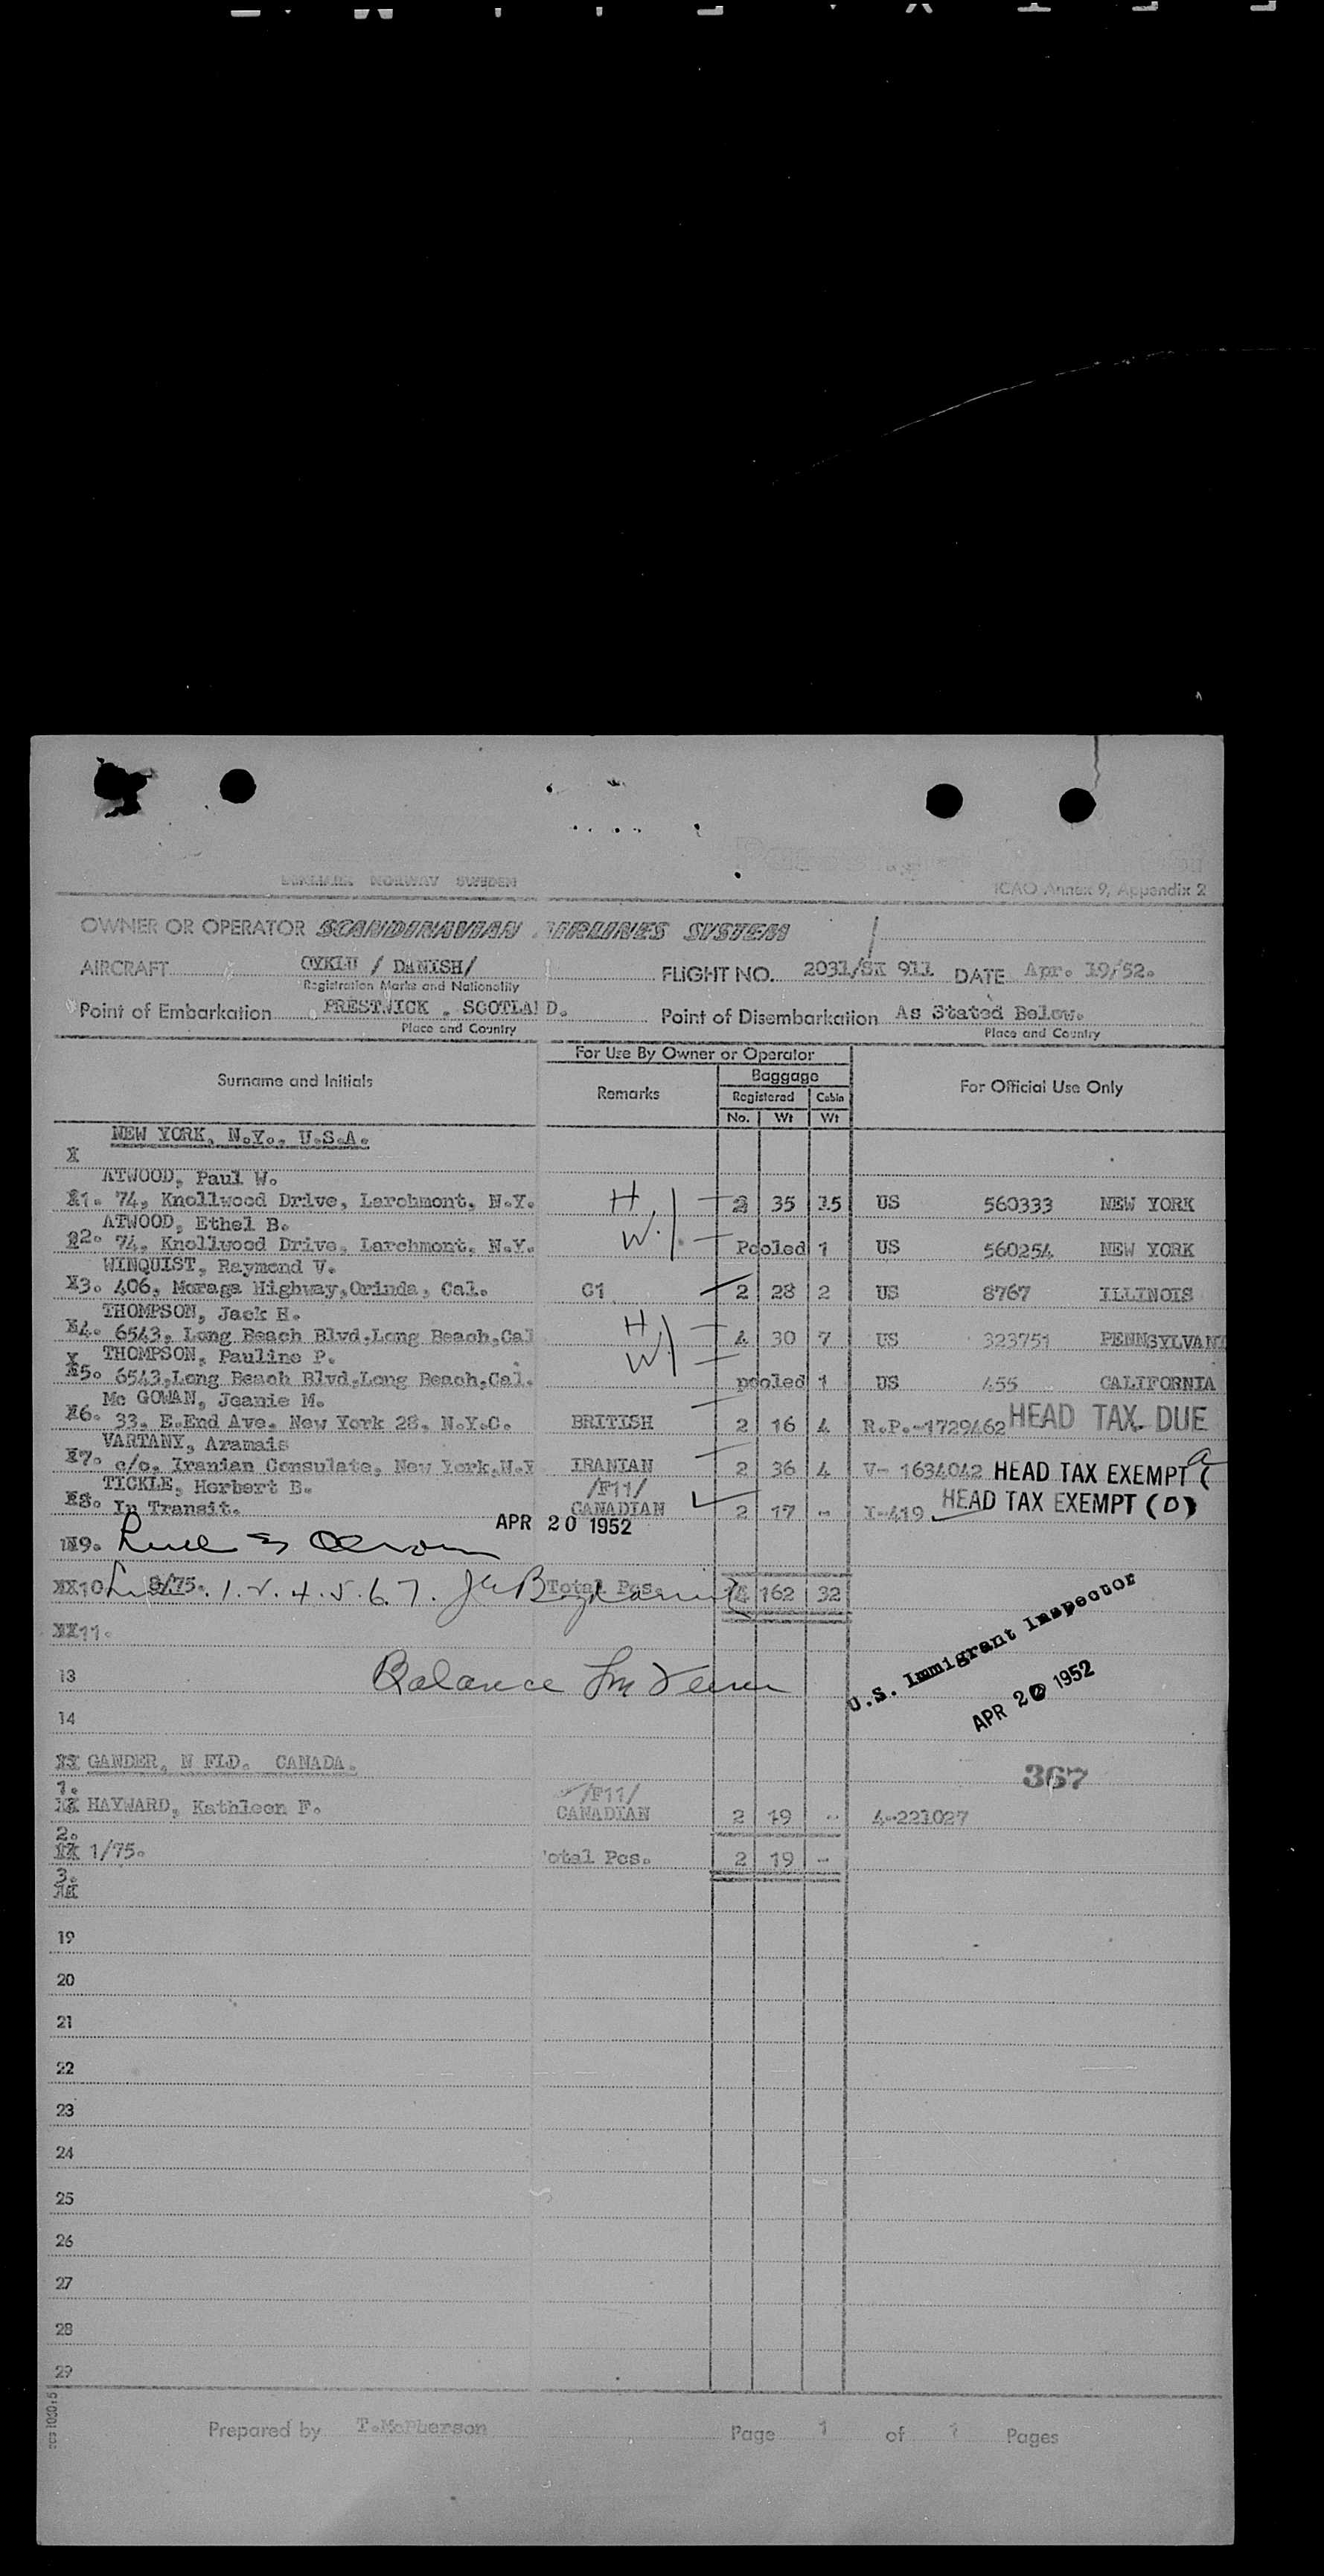 DENMARK NORWAY SWEDEN
ICAO Annex 9, Appendix 2
OWNER OR OPERATOR SCANDINAVIAN AIRLINES SYSTEM
AIRCRAFT OYKLU / DANISH/ FLIGHT NO. 2031/SK 911 DATE Apr. 19/52.
Registration Marks and Nationality
Point of Embarkation PRESTWICK , SCOTLAND. Point of Disembarkation As Stated Below.
Place and Country Place and Country
For Use By Owner or Operator
Surname and Initials Remarks Baggage For Official Use Only
Registered Cabin
No. Wt Wt
NEW YORK, N.Y., U.S.A.
X
ATWOOD, Paul W.
1. 74, Knollwood Drive, Larchmont, N.Y. H 2 35 15 US 560333 NEW YORK
ATWOOD, Ethel B.
2. 74, Knollwood Drive, Larchmont, N.Y. W. Pooled 1 US 560254 NEW YORK
WINQUIST, Raymond V.
3. 406, Moraga Highway,Orinda, Cal. C1 2 28 2 US 8767 ILLINOIS
THOMPSON, Jack H.
4. 6543, Long Beach Blvd,Long Beach,Cal H 4 30 7 US 323751 PENNSYLVANI
THOMPSON, Pauline P.
5. 6543,Long Beach Blvd,Long Beach,Cal. W pooled 1 US 455 CALIFORNIA
Mc GOWAN, Jeanie M.
6. 33, E.End Ave, New York 28, N.Y.C. BRITISH 2 16 4 R.P.-1729462 HEAD TAX DUE
VARTANY, Aramais
7. c/o. Iranian Consulate, New York,N.Y IRANIAN 2 36 4 V- 1634042 HEAD TAX EXEMPT
TICKLE, Herbert B. /F11/
8. In Transit. CANADIAN 2 17 - I-419 HEAD TAX EXEMPT (D)
APR 20 1952
9.
10 8/75. 1. 2. 4. 5. 6. 7. Total Pcs. 14 162 32
11.
U.S. Immigrant Inspector
APR 20 1952
13 Balance
14
GANDER, N FLD. CANADA.
367
1. /F11/
HAYWARD, Kathleen F. CANADIAN 2 19 - 4-221027
2.
1/75. Total Pcs. 2 19 -
3.
19
20
21
22
23
24
25
26
27
28
29
Prepared by T.McPherson Page 1 of 1 Pages